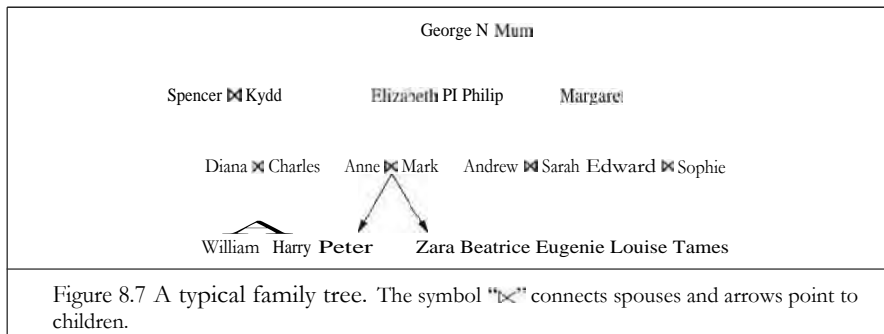 George N Mum
Spencer ⋈ Kydd Elizabeth PI Philip Margaret
Diana ⋈ Charles Anne ⋈ Mark Andrew ⋈ Sarah Edward ⋈ Sophie
William Harry Peter Zara Beatrice Eugenie Louise Tames
Figure 8.7 A typical family tree. The symbol "⋈" connects spouses and arrows point to
children.